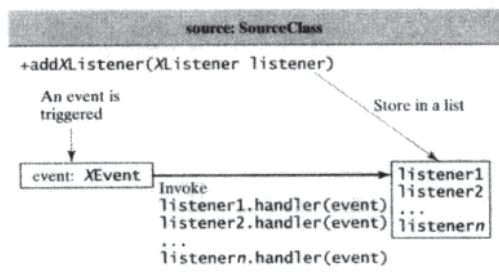 source: SourceClass
+addXListener(XListener listener)
An event is
triggered
Store in a list
event: XEvent
Invoke
listener1.handler(event)
listener2.handler(event)
...
listenern.handler(event)
listener1
listener2
...
listenern